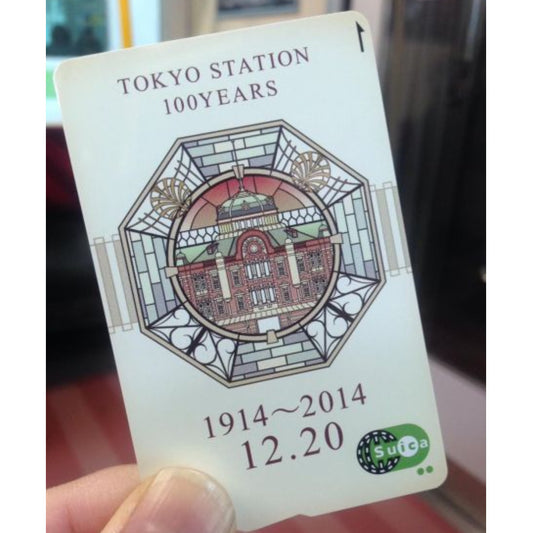 TOKYO STATION
100YEARS
1914～2014
12.20
Suica